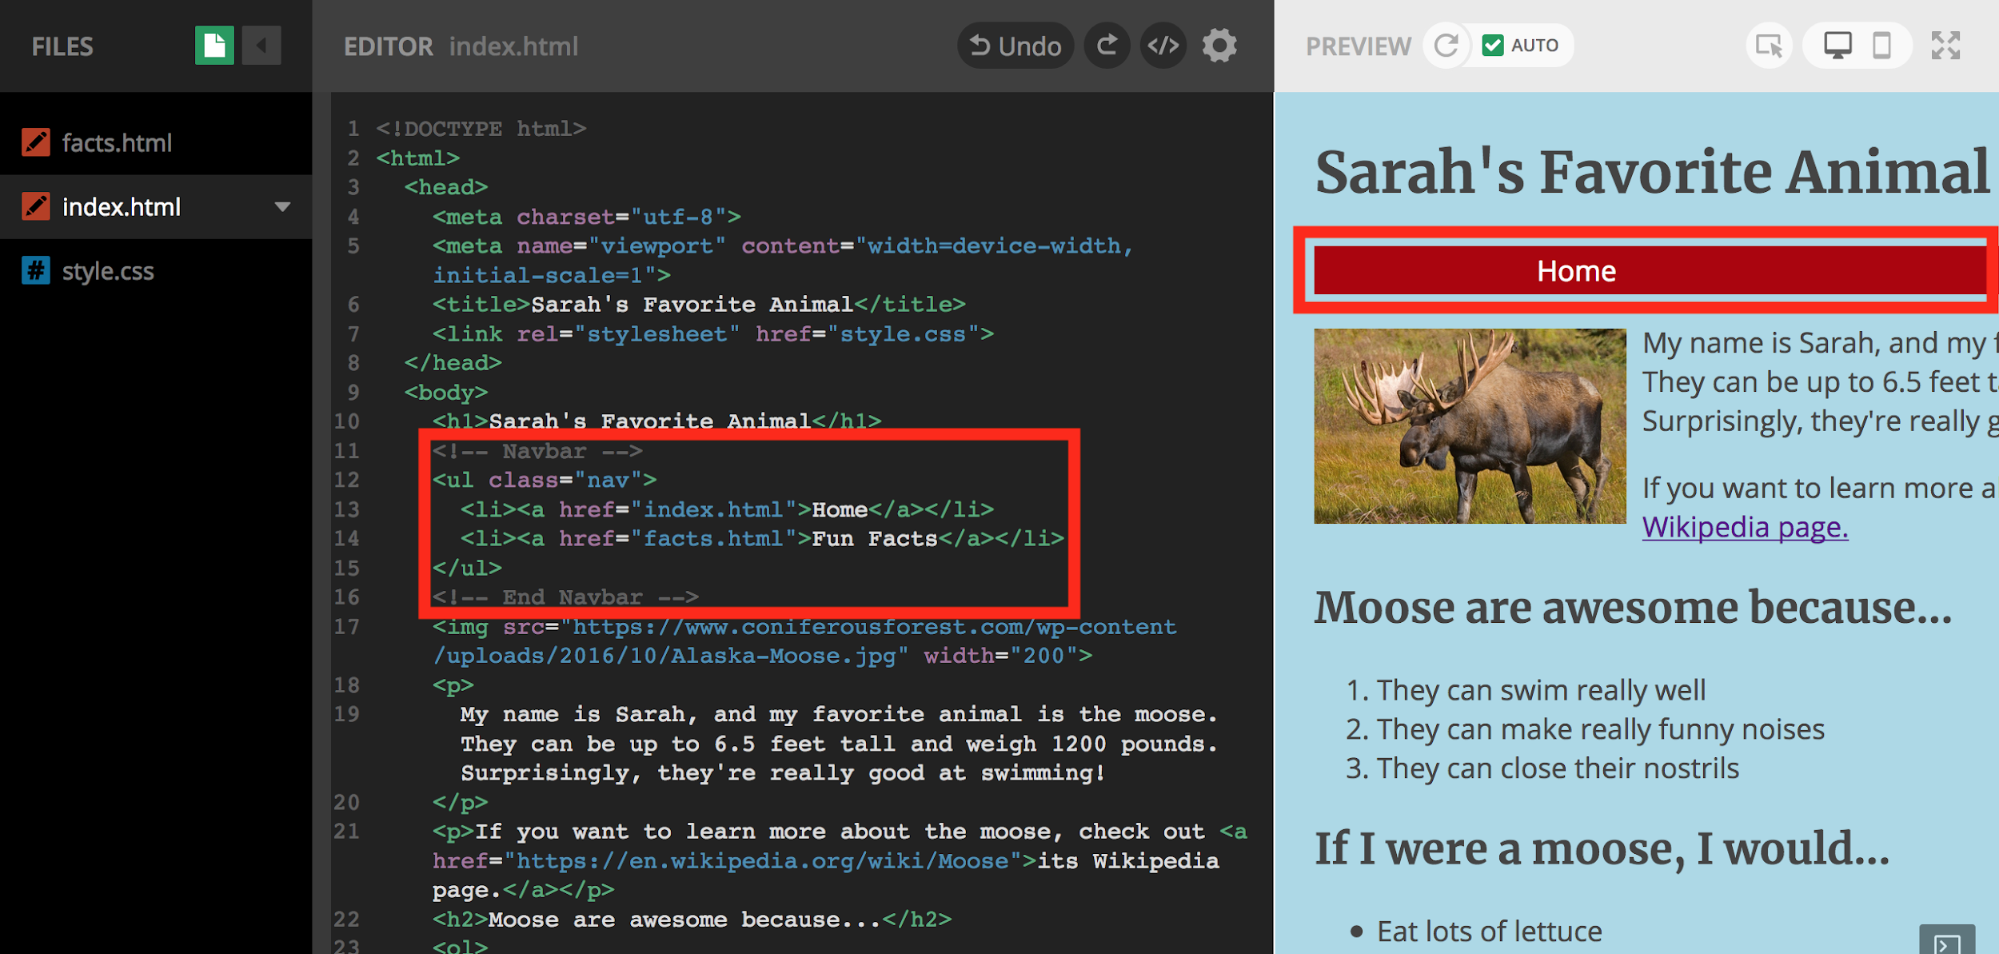 FILES
facts.html
index.html
# style.css
EDITOR index.html
Undo
</>
1 <!DOCTYPE html>
2 <html>
3 <head>
4 <meta charset="utf-8">
5 <meta name="viewport" content="width=device-width,
initial-scale=1">
6 <title>Sarah's Favorite Animal</title>
7 <link rel="stylesheet" href="style.css">
8 </head>
9 <body>
10 <h1>Sarah's Favorite Animal</h1>
11 <!-- Navbar -->
12 <ul class="nav">
13 <li><a href="index.html">Home</a></li>
14 <li><a href="facts.html">Fun Facts</a></li>
15 </ul>
16 <!-- End Navbar -->
17 <img src="https://www.coniferousforest.com/wp-content
/uploads/2016/10/Alaska-Moose.jpg" width="200">
18 <p>
19 My name is Sarah, and my favorite animal is the moose.
They can be up to 6.5 feet tall and weigh 1200 pounds.
Surprisingly, they're really good at swimming!
20 </p>
21 <p>If you want to learn more about the moose, check out <a
href="https://en.wikipedia.org/wiki/Moose">its Wikipedia
page.</a></p>
22 <h2>Moose are awesome because...</h2>
23 <ol>
PREVIEW
AUTO
Sarah's Favorite Animal
Home
My name is Sarah, and my f
They can be up to 6.5 feet t
Surprisingly, they're really g
If you want to learn more a
Wikipedia page.
Moose are awesome because...
1. They can swim really well
2. They can make really funny noises
3. They can close their nostrils
If I were a moose, I would...
• Eat lots of lettuce